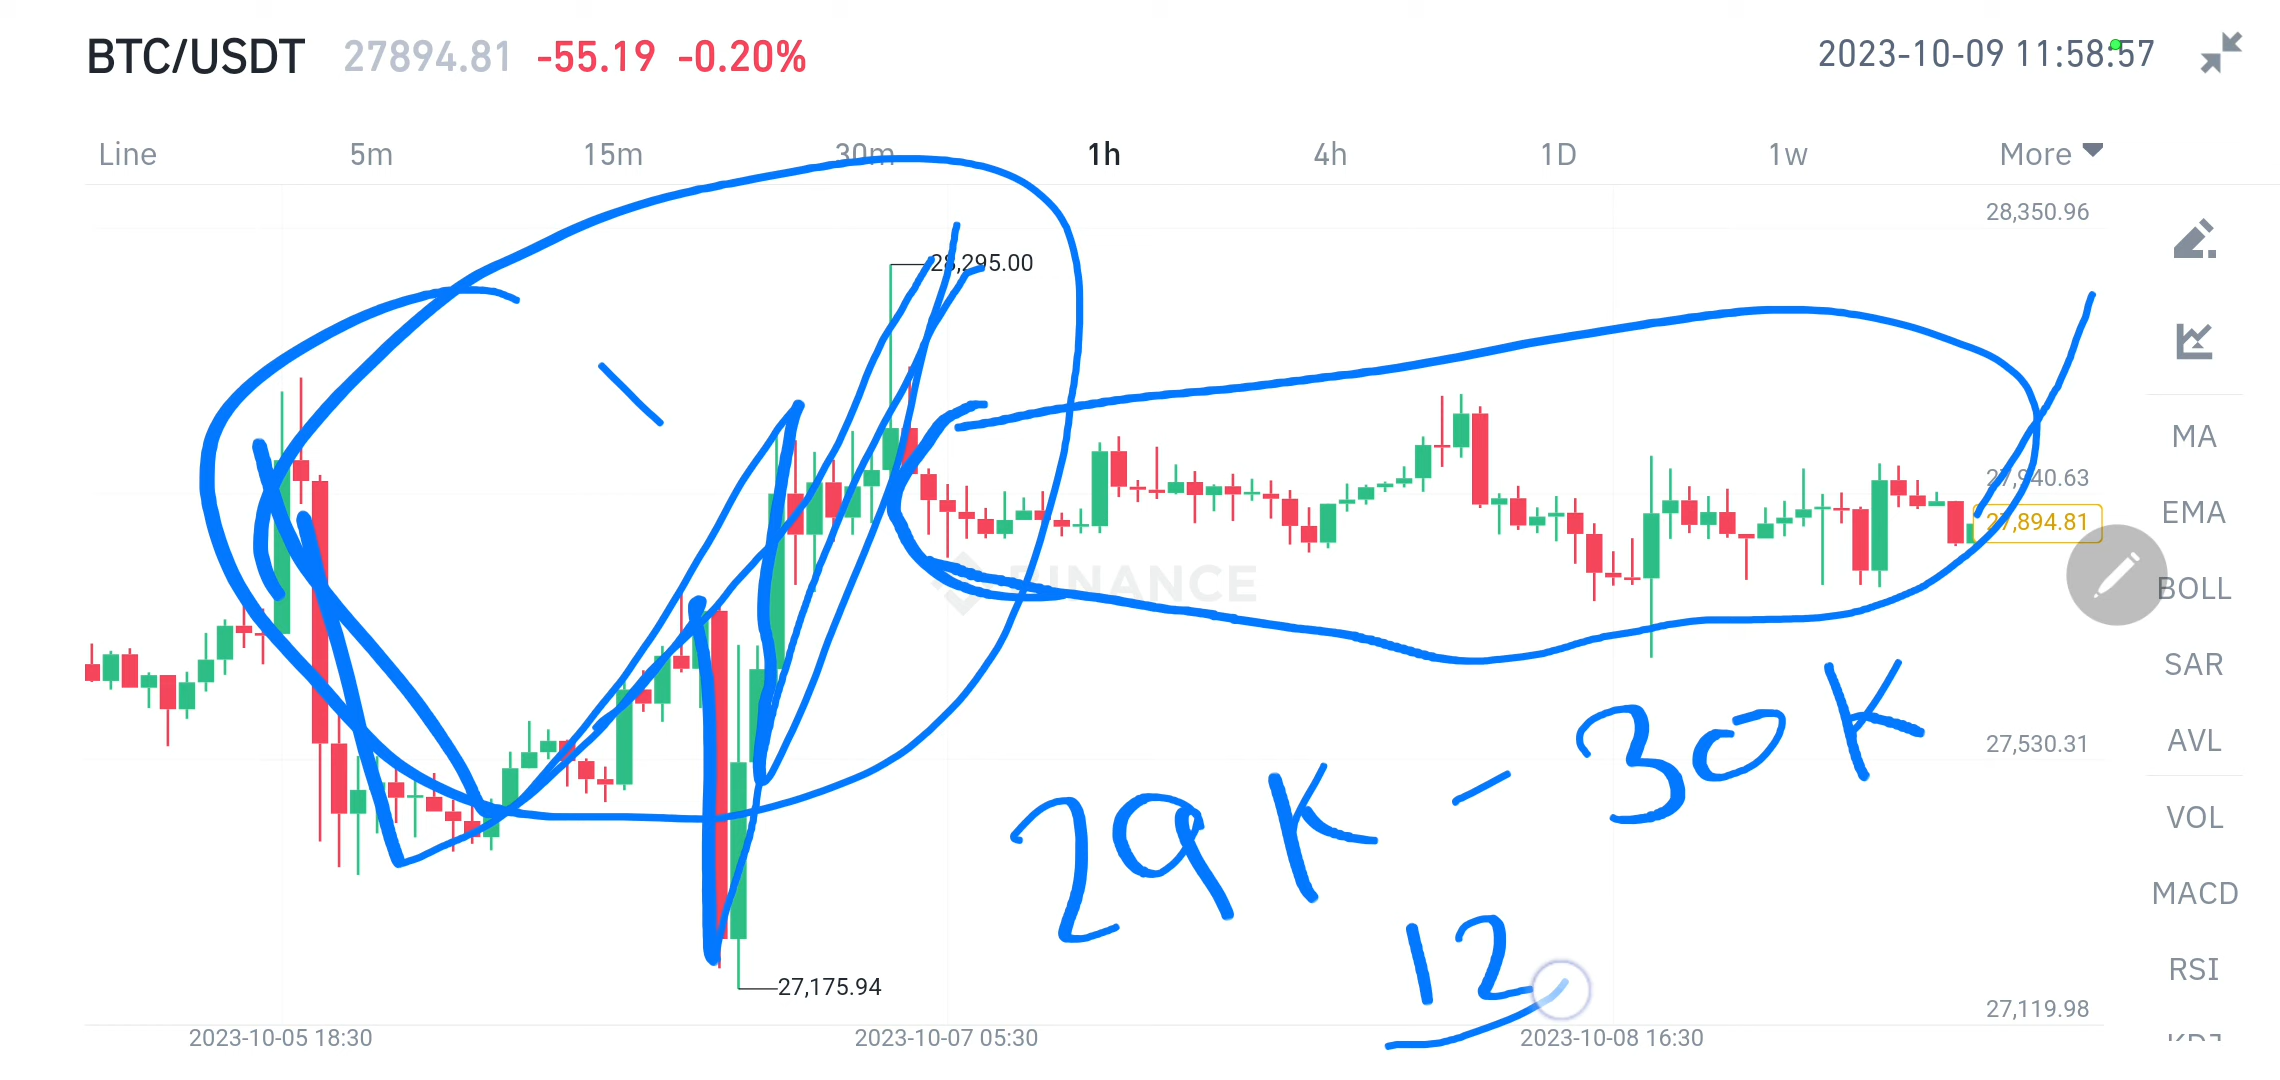 BTC/USDT 27894.81 -55.19 -0.20% 2023-10-09 11:58:57
Line 5m 15m 30m 1h 4h 1D 1w More
28,350.96
28,295.00
MA
27,940.63
EMA
27,894.81
BINANCE
BOLL
SAR
29K - 30K
27,530.31
AVL
VOL
MACD
12
RSI
27,175.94
27,119.98
2023-10-05 18:30 2023-10-07 05:30 2023-10-08 16:30